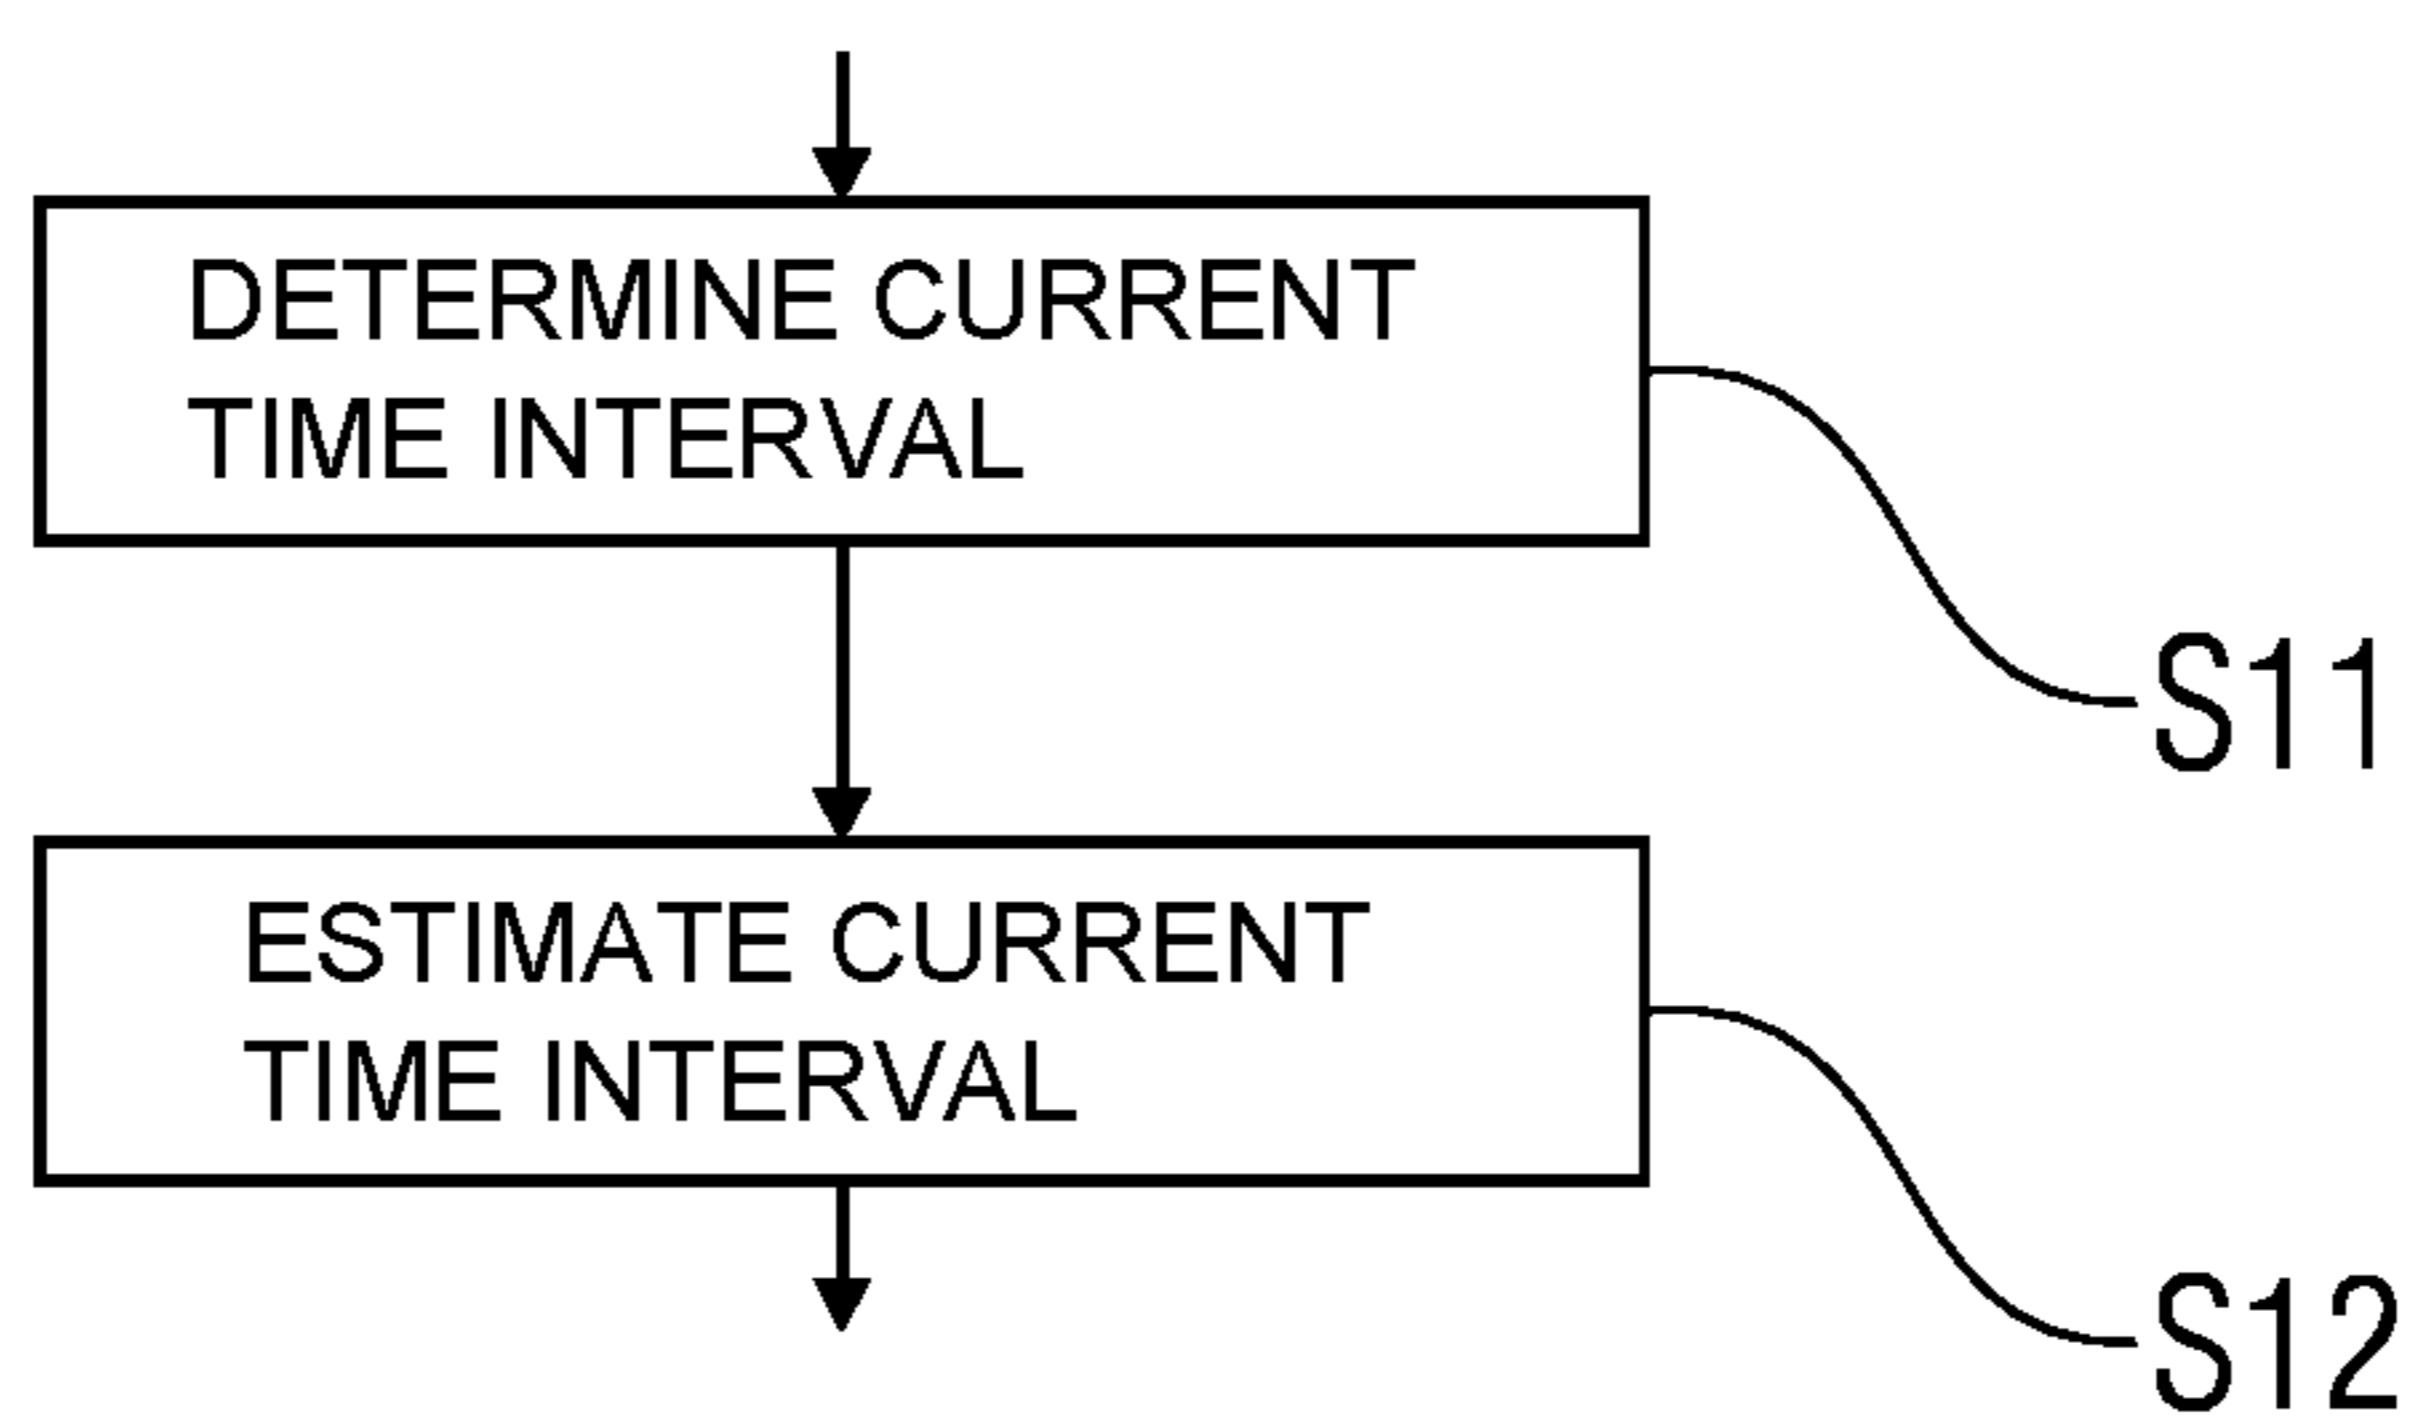 DETERMINE CURRENT
TIME INTERVAL
S11
ESTIMATE CURRENT
TIME INTERVAL
S12